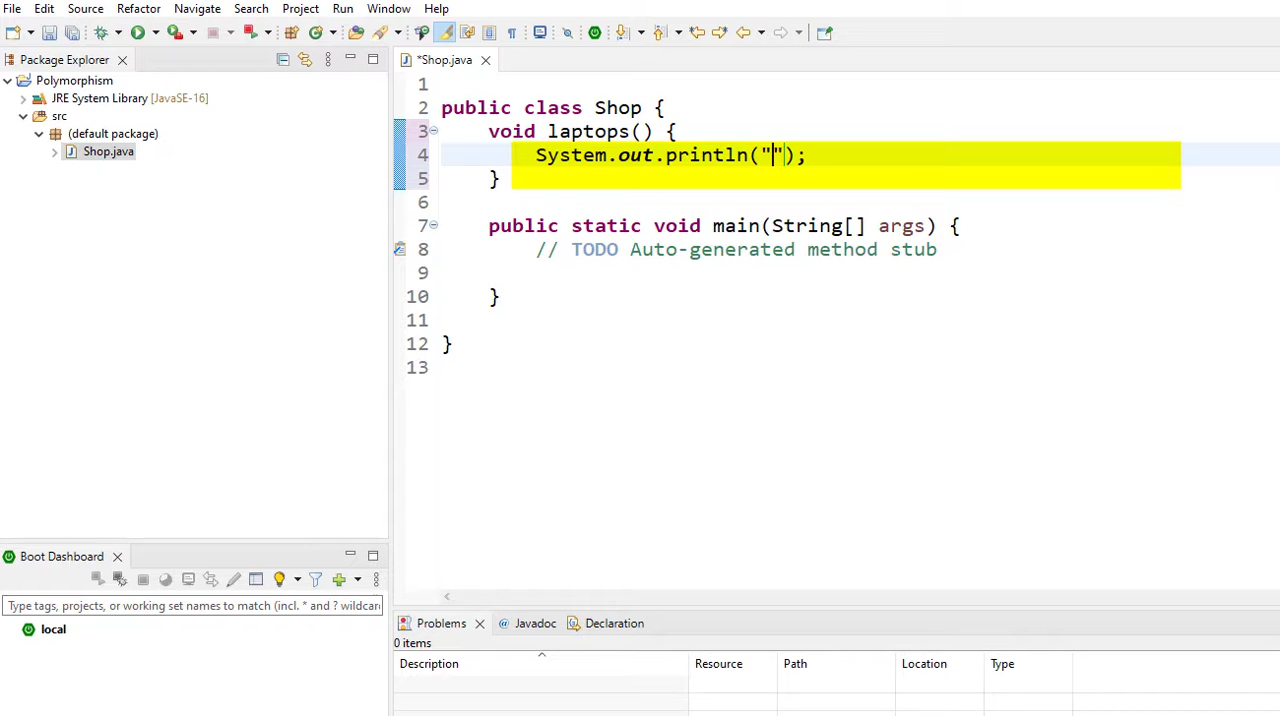 File Edit Source Refactor Navigate Search Project Run Window Help
Package Explorer
*Shop.java
Polymorphism
JRE System Library [JavaSE-16]
src
(default package)
Shop.java
1
2 public class Shop {
3 void laptops() {
4 System.out.println("");
5 }
6
7 public static void main(String[] args) {
8 // TODO Auto-generated method stub
9
10 }
11
12 }
13
Boot Dashboard
Type tags, projects, or working set names to match (incl. * and ? wildcar
local
Problems @ Javadoc Declaration
0 items
Description Resource Path Location Type